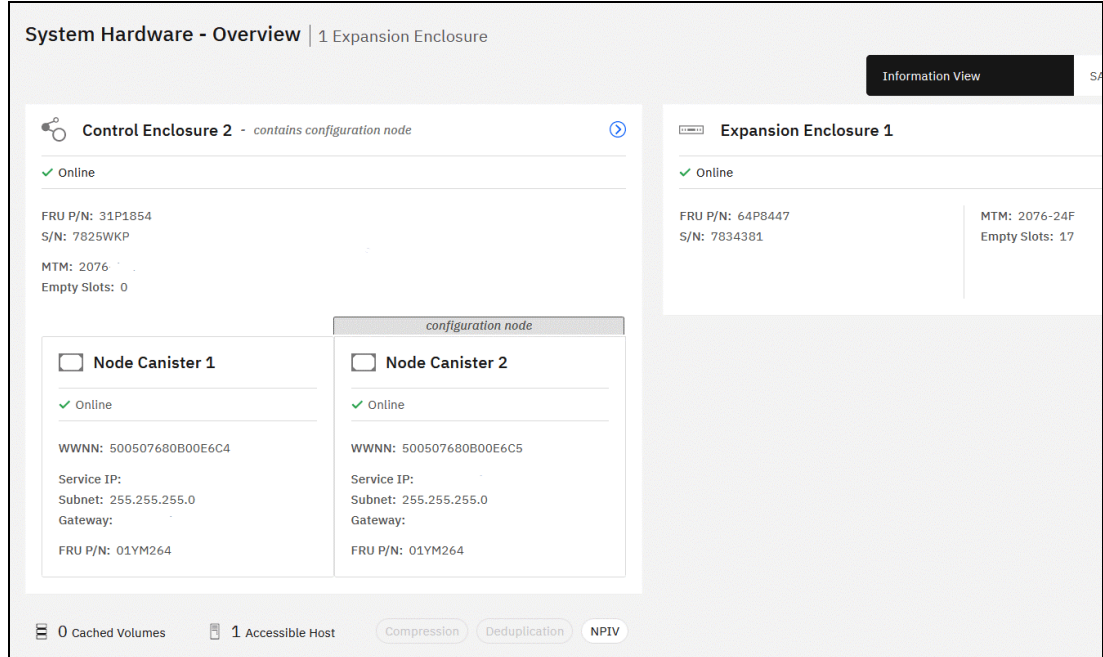 System Hardware - Overview | 1 Expansion Enclosure
Information View
SA
Control Enclosure 2 - contains configuration node
Online
FRU P/N: 31P1854
S/N: 7825WKP
MTM: 2076
Empty Slots: 0
configuration node
Node Canister 1
Online
WWNN: 500507680B00E6C4
Service IP:
Subnet: 255.255.255.0
Gateway:
FRU P/N: 01YM264
Node Canister 2
Online
WWNN: 500507680B00E6C5
Service IP:
Subnet: 255.255.255.0
Gateway:
FRU P/N: 01YM264
0 Cached Volumes
1 Accessible Host
Compression
Deduplication
NPIV
Expansion Enclosure 1
Online
FRU P/N: 64P8447
S/N: 7834381
MTM: 2076-24F
Empty Slots: 17